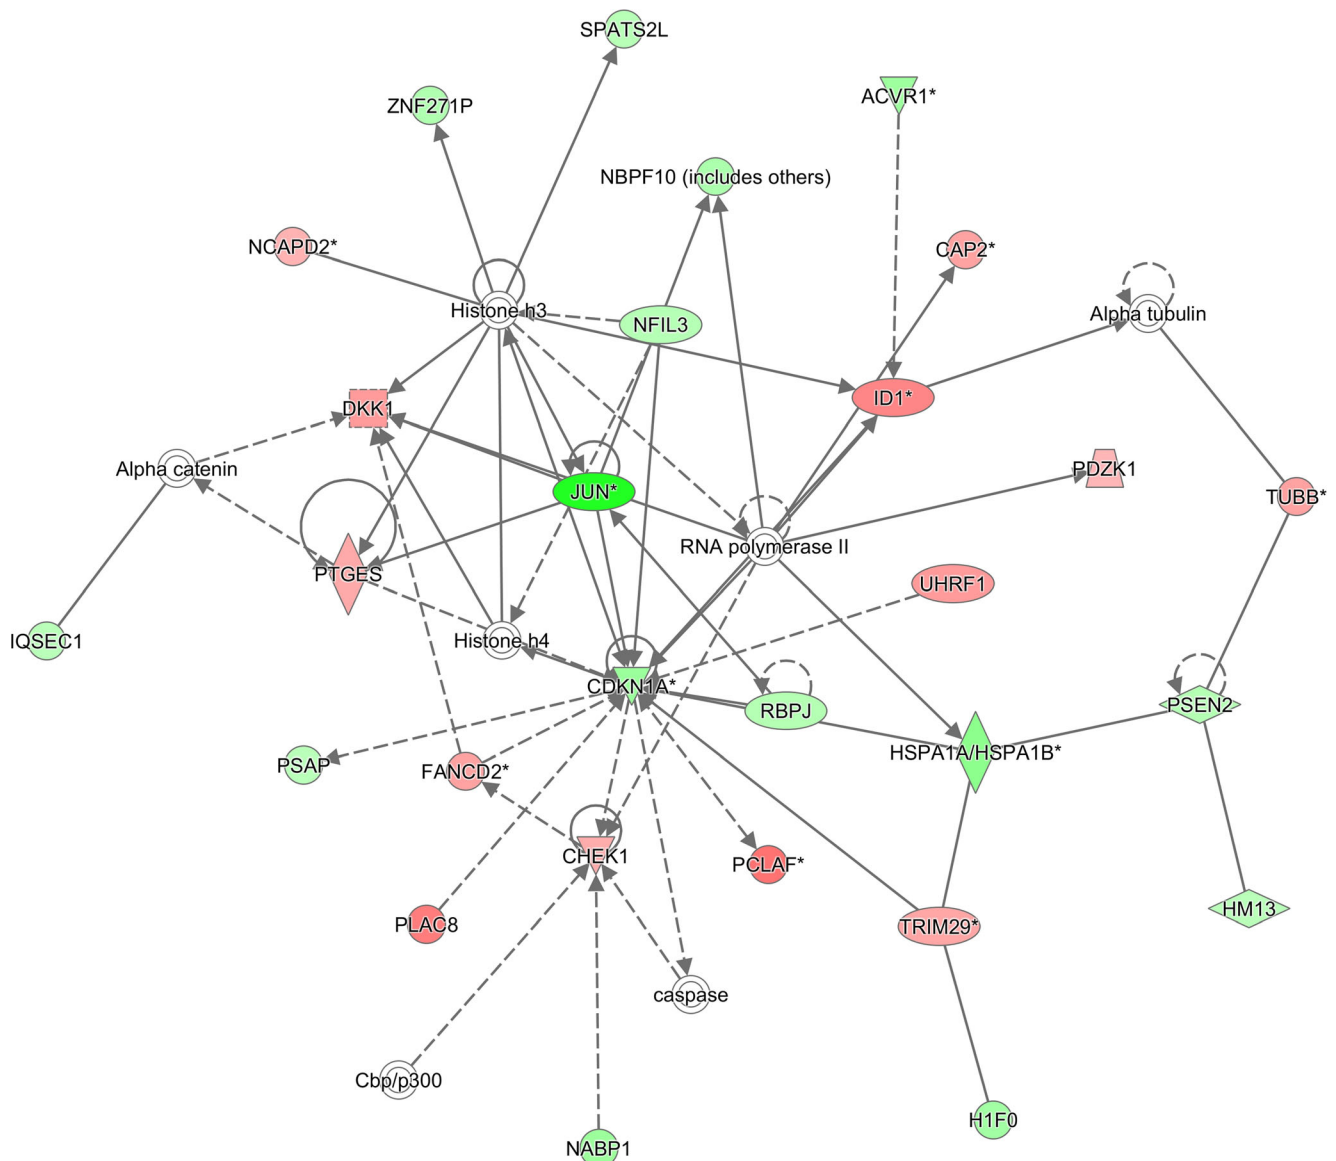 SPATS2L
ACVR1*
ZNF271P
NBPF10 (includes others)
NCAPD2*
CAP2*
Histone h3
NFIL3
Alpha tubulin
DKK1
ID1*
Alpha catenin
PDZK1
JUN*
TUBB*
RNA polymerase II
PTGES
UHRF1
IQSEC1
Histone h4
CDKN1A*
RBPJ
PSEN2
HSPA1A/HSPA1B*
PSAP
FANCD2*
CHEK1
PCLAF*
HM13
PLAC8
TRIM29*
caspase
Cbp/p300
H1F0
NABP1